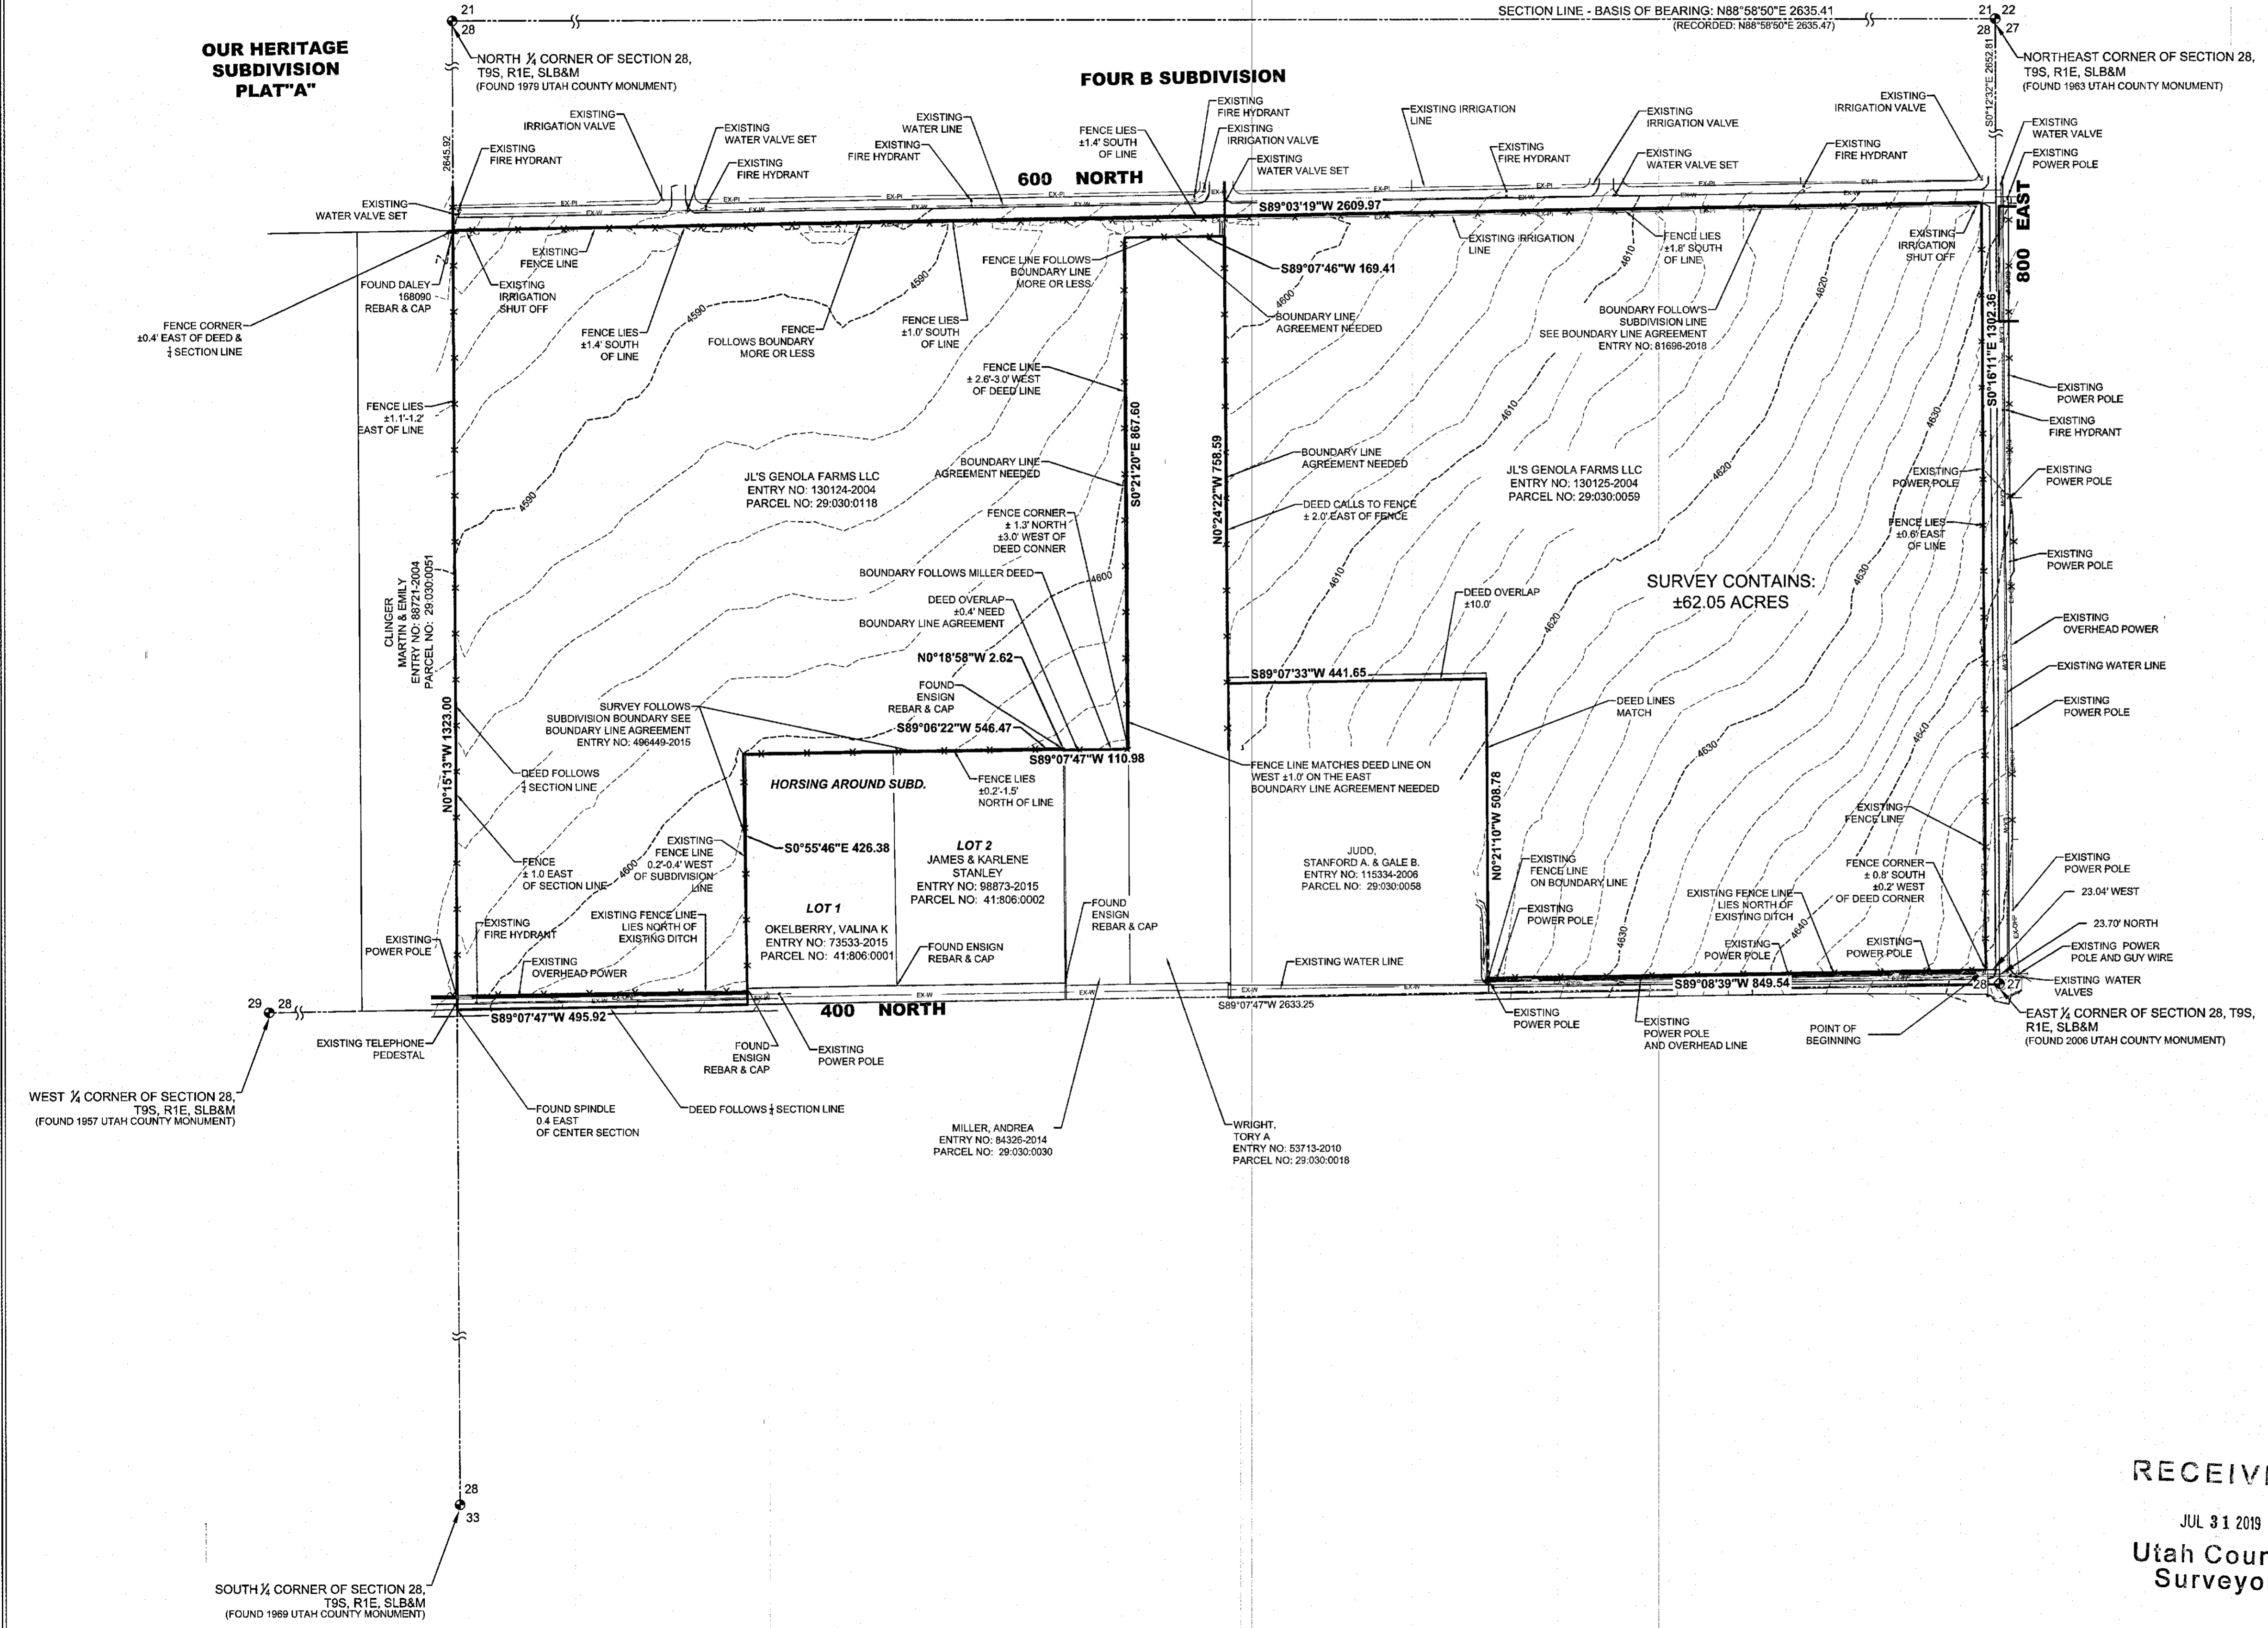 21
28
SECTION LINE - BASIS OF BEARING: N88°58'50"E 2635.41
(RECORDED: N88°58'50"E 2635.47)
21 22
28 27
OUR HERITAGE
SUBDIVISION
PLAT"A"
NORTH 1/4 CORNER OF SECTION 28,
T9S, R1E, SLB&M
(FOUND 1979 UTAH COUNTY MONUMENT)
FOUR B SUBDIVISION
NORTHEAST CORNER OF SECTION 28,
T9S, R1E, SLB&M
(FOUND 1963 UTAH COUNTY MONUMENT)
S0°12'32"E 2652.81
2645.92
EXISTING
IRRIGATION VALVE
EXISTING
FIRE HYDRANT
EXISTING
WATER VALVE SET
EXISTING
FIRE HYDRANT
EXISTING
WATER LINE
EXISTING
FIRE HYDRANT
FENCE LIES
±1.4' SOUTH
OF LINE
EXISTING
FIRE HYDRANT
EXISTING
IRRIGATION VALVE
EXISTING
WATER VALVE SET
EXISTING IRRIGATION
LINE
EXISTING
FIRE HYDRANT
EXISTING
IRRIGATION VALVE
EXISTING
WATER VALVE SET
EXISTING
FIRE HYDRANT
EXISTING
IRRIGATION VALVE
EXISTING
WATER VALVE
EXISTING
POWER POLE
EXISTING
WATER VALVE SET
600 NORTH
S89°03'19"W 2609.97
800 EAST
EX-PI
EX-W
FOUND DALEY
168090
REBAR & CAP
EXISTING
FENCE LINE
EXISTING
IRRIGATION
SHUT OFF
FENCE CORNER
±0.4' EAST OF DEED &
1/4 SECTION LINE
FENCE LIES
±1.4' SOUTH
OF LINE
FENCE
FOLLOWS BOUNDARY
MORE OR LESS
FENCE LIES
±1.0' SOUTH
OF LINE
FENCE LINE FOLLOWS
BOUNDARY LINE
MORE OR LESS
S89°07'46"W 169.41
BOUNDARY LINE
AGREEMENT NEEDED
EXISTING IRRIGATION
LINE
FENCE LIES
±1.8' SOUTH
OF LINE
BOUNDARY FOLLOW'S
SUBDIVISION LINE
SEE BOUNDARY LINE AGREEMENT
ENTRY NO: 81696-2018
EXISTING
IRRIGATION
SHUT OFF
S0°16'11"E 1302.36
4590
4590
4590
4600
4610
4610
4610
4620
4620
4620
4630
4630
4630
4630
4640
4640
4600
4600
FENCE LIES
±1.1'-1.2'
EAST OF LINE
FENCE LINE
± 2.6'-3.0' WEST
OF DEED LINE
S0°21'20"E 867.60
N0°24'22"W 758.59
BOUNDARY LINE
AGREEMENT NEEDED
BOUNDARY LINE
AGREEMENT NEEDED
JL'S GENOLA FARMS LLC
ENTRY NO: 130124-2004
PARCEL NO: 29:030:0118
JL'S GENOLA FARMS LLC
ENTRY NO: 130125-2004
PARCEL NO: 29:030:0059
DEED CALLS TO FENCE
± 2.0' EAST OF FENCE
FENCE CORNER
± 1.3' NORTH
±3.0' WEST OF
DEED CONNER
EXISTING
POWER POLE
EXISTING
FIRE HYDRANT
EXISTING
POWER POLE
EXISTING
POWER POLE
FENCE LIES
±0.6' EAST
OF LINE
EXISTING
POWER POLE
CLINGER
MARTIN & EMILY
ENTRY NO: 88721-2004
PARCEL NO: 29:030:0051
BOUNDARY FOLLOWS MILLER DEED
DEED OVERLAP
±0.4' NEED
BOUNDARY LINE AGREEMENT
N0°18'58"W 2.62
FOUND
ENSIGN
REBAR & CAP
S89°06'22"W 546.47
S89°07'47"W 110.98
SURVEY CONTAINS:
±62.05 ACRES
DEED OVERLAP
±10.0'
S89°07'33"W 441.65
DEED LINES
MATCH
EXISTING
OVERHEAD POWER
EXISTING WATER LINE
EXISTING
POWER POLE
N0°15'13"W 1323.00
SURVEY FOLLOWS
SUBDIVISION BOUNDARY SEE
BOUNDARY LINE AGREEMENT
ENTRY NO: 496449-2015
DEED FOLLOWS
1/4 SECTION LINE
HORSING AROUND SUBD.
FENCE LIES
±0.2'-1.5'
NORTH OF LINE
FENCE LINE MATCHES DEED LINE ON
WEST ±1.0' ON THE EAST
BOUNDARY LINE AGREEMENT NEEDED
N0°21'10"W 508.78
EXISTING
FENCE LINE
FENCE
± 1.0 EAST
OF SECTION LINE
EXISTING
FENCE LINE
0.2'-0.4' WEST
OF SUBDIVISION
LINE
S0°55'46"E 426.38
LOT 2
JAMES & KARLENE
STANLEY
ENTRY NO: 98873-2015
PARCEL NO: 41:806:0002
LOT 1
OKELBERRY, VALINA K
ENTRY NO: 73533-2015
PARCEL NO: 41:806:0001
JUDD,
STANFORD A. & GALE B.
ENTRY NO: 115334-2006
PARCEL NO: 29:030:0058
EXISTING
FENCE LINE
ON BOUNDARY LINE
EXISTING
POWER POLE
EXISTING FENCE LINE
LIES NORTH OF
EXISTING DITCH
FENCE CORNER
± 0.8' SOUTH
±0.2' WEST
OF DEED CORNER
EXISTING
POWER POLE
23.04' WEST
23.70' NORTH
EXISTING POWER
POLE AND GUY WIRE
EXISTING WATER
VALVES
EXISTING
POWER POLE
EXISTING
FIRE HYDRANT
EXISTING FENCE LINE
LIES NORTH OF
EXISTING DITCH
EXISTING
OVERHEAD POWER
FOUND ENSIGN
REBAR & CAP
FOUND
ENSIGN
REBAR & CAP
EXISTING WATER LINE
EXISTING
POWER POLE
EXISTING
POWER POLE
29 28
S89°07'47"W 495.92
400 NORTH
S89°07'47"W 2633.25
S89°08'39"W 849.54
28 27
EXISTING TELEPHONE
PEDESTAL
FOUND
ENSIGN
REBAR & CAP
EXISTING
POWER POLE
EXISTING
POWER POLE
EXISTING
POWER POLE
AND OVERHEAD LINE
POINT OF
BEGINNING
EAST 1/4 CORNER OF SECTION 28, T9S,
R1E, SLB&M
(FOUND 2006 UTAH COUNTY MONUMENT)
WEST 1/4 CORNER OF SECTION 28,
T9S, R1E, SLB&M
(FOUND 1957 UTAH COUNTY MONUMENT)
FOUND SPINDLE
0.4 EAST
OF CENTER SECTION
DEED FOLLOWS 1/4 SECTION LINE
MILLER, ANDREA
ENTRY NO: 84326-2014
PARCEL NO: 29:030:0030
WRIGHT,
TORY A
ENTRY NO: 53713-2010
PARCEL NO: 29:030:0018
28
33
SOUTH 1/4 CORNER OF SECTION 28,
T9S, R1E, SLB&M
(FOUND 1969 UTAH COUNTY MONUMENT)
RECEIV
JUL 31 2019
Utah Coun
Surveyo